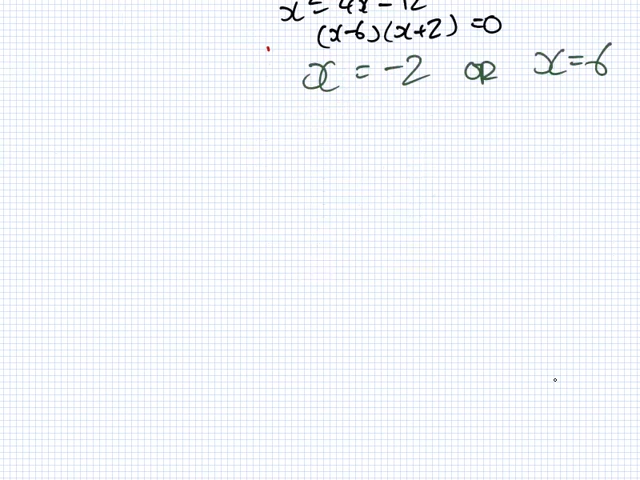 (x-6)(x+2) =0
x = -2 OR x=6